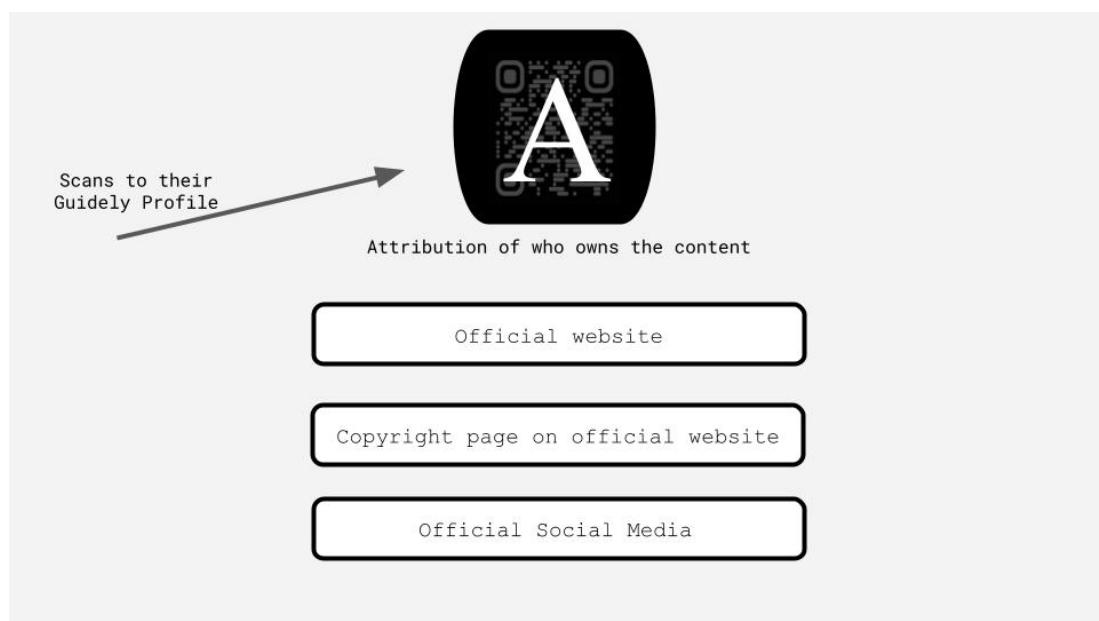 A
Scans to their
Guidely Profile
Attribution of who owns the content
Official website
Copyright page on official website
Official Social Media